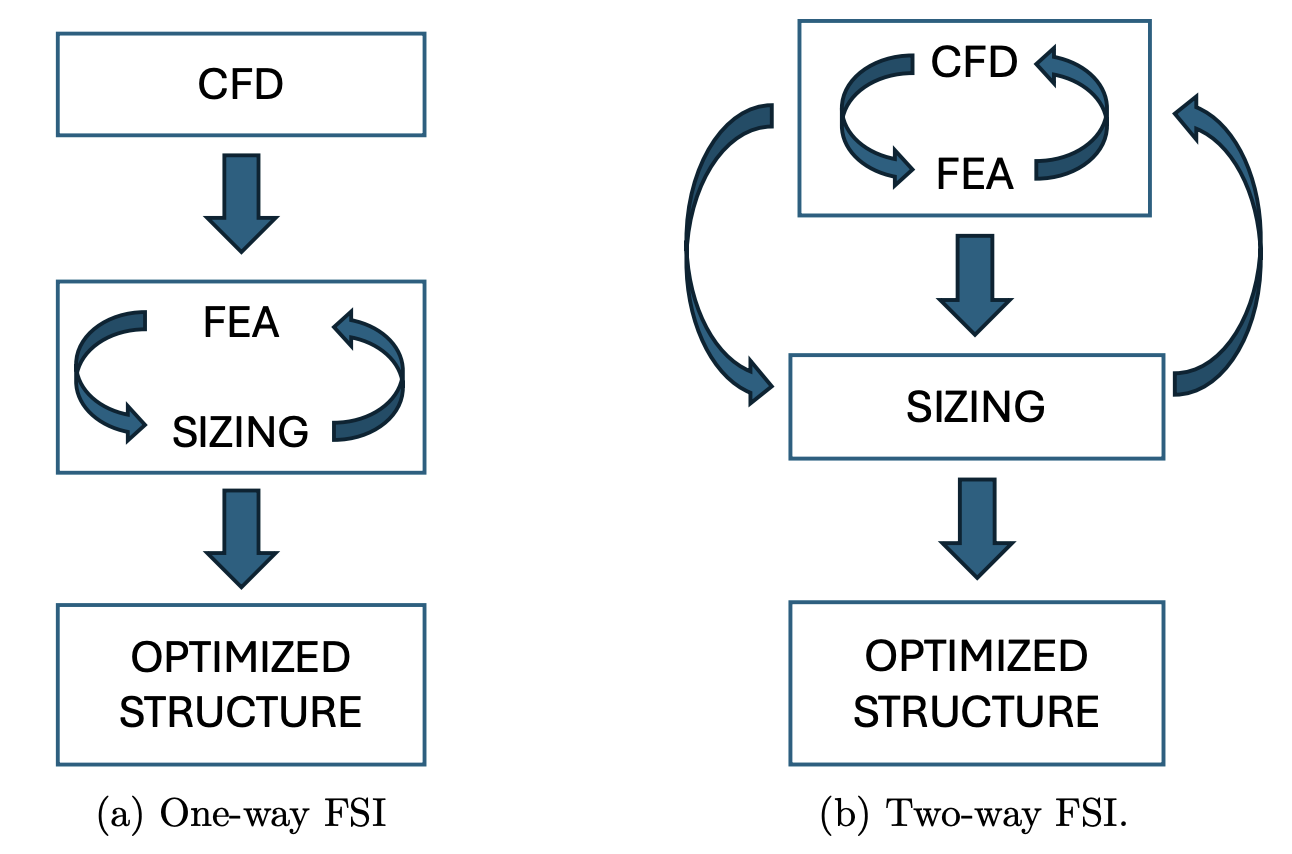 CFD
FEA
SIZING
OPTIMIZED
STRUCTURE
(a) One-way FSI
CFD
FEA
SIZING
OPTIMIZED
STRUCTURE
(b) Two-way FSI.